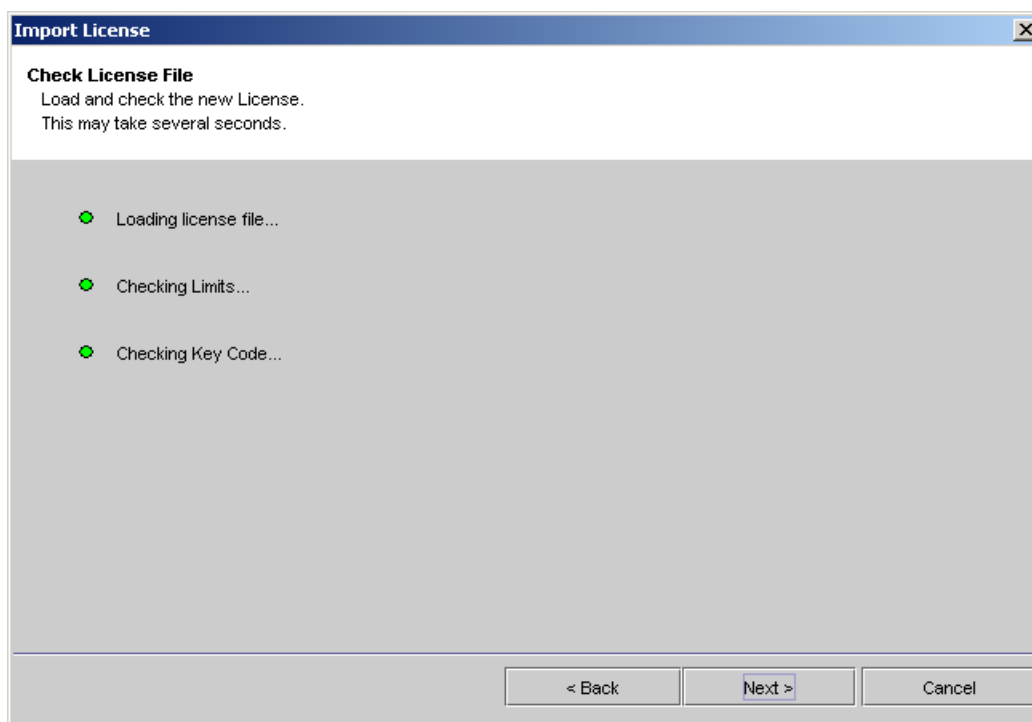 Import License
Check License File
Load and check the new License.
This may take several seconds.
Loading license file...
Checking Limits...
Checking Key Code...
< Back
Next >
Cancel